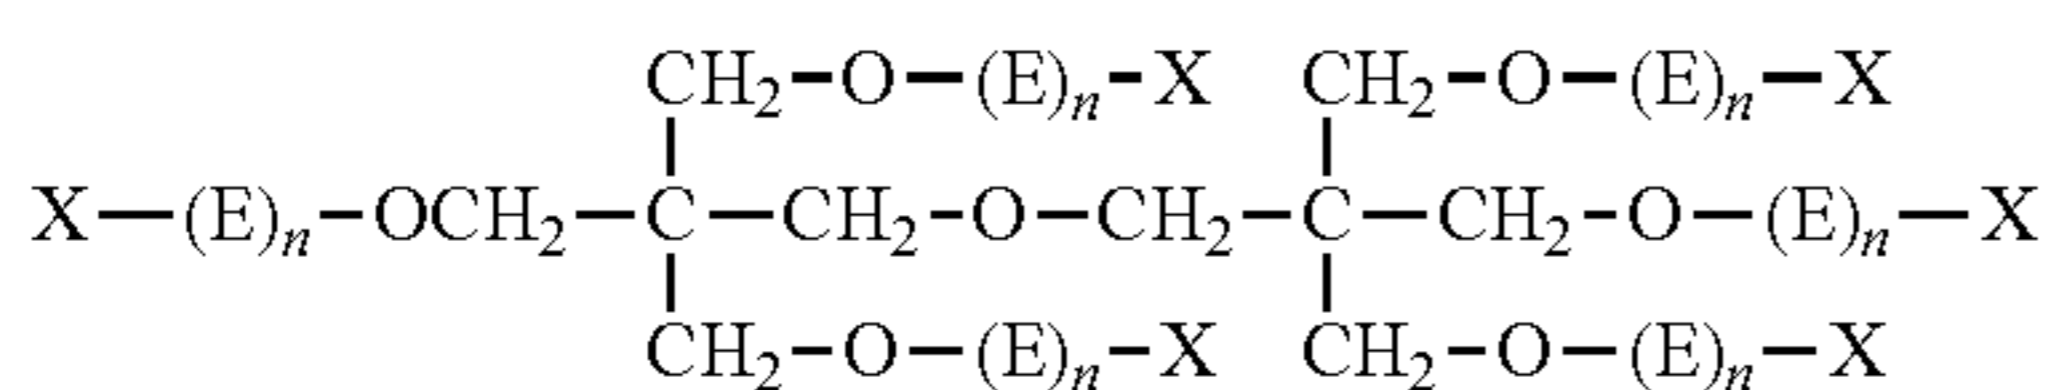 CH₂—O—(E)ₙ—X CH₂—O—(E)ₙ—X
X—(E)ₙ—OCH₂—C—CH₂—O—CH₂—C—CH₂—O—(E)ₙ—X
CH₂—O—(E)ₙ—X CH₂—O—(E)ₙ—X